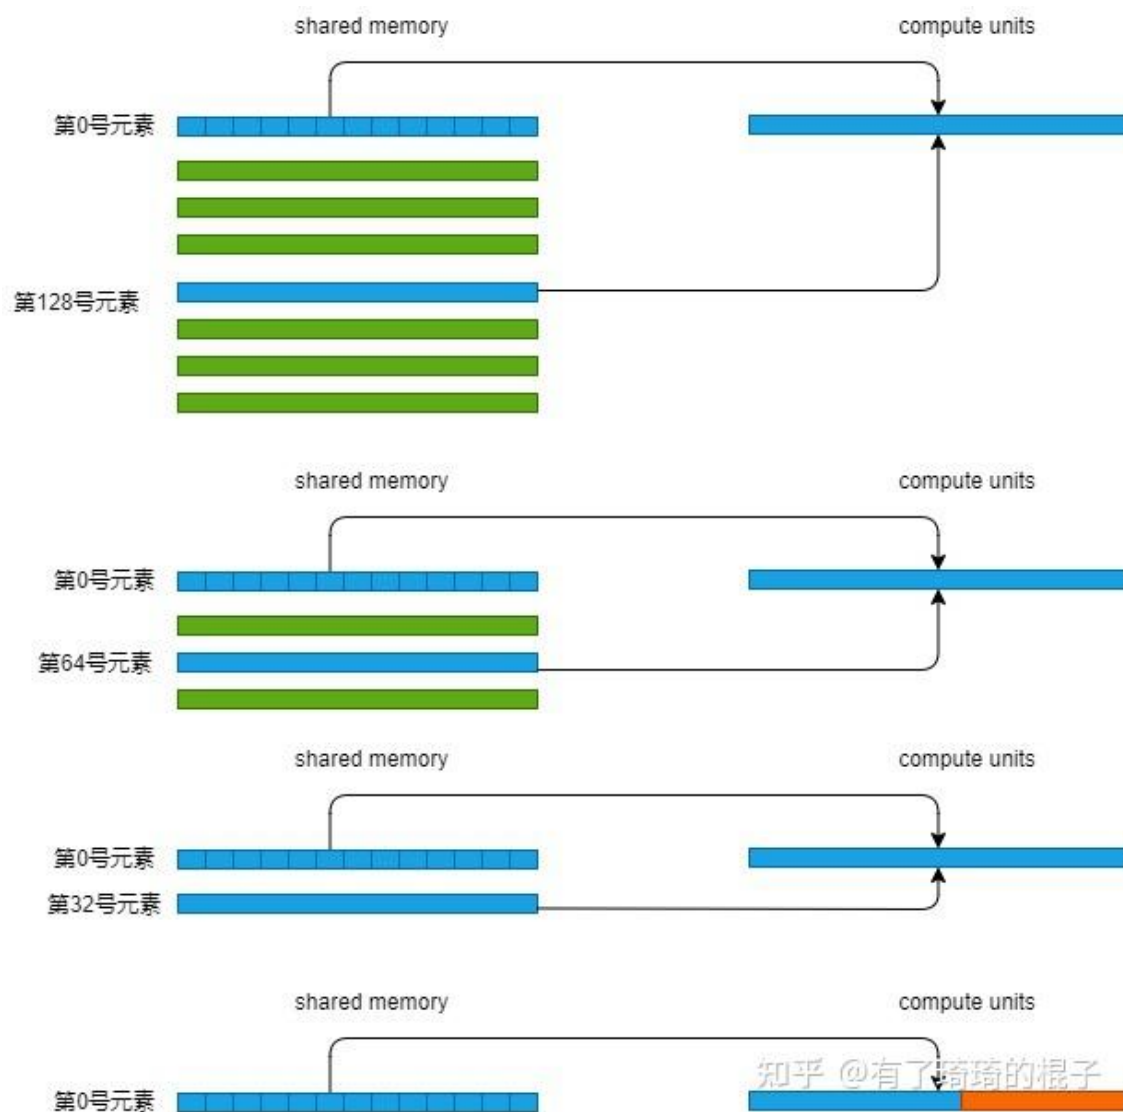 shared memory compute units
第0号元素
第128号元素
shared memory compute units
第0号元素
第64号元素
shared memory compute units
第0号元素
第32号元素
shared memory compute units
知乎 @有了琦琦的棍子
第0号元素